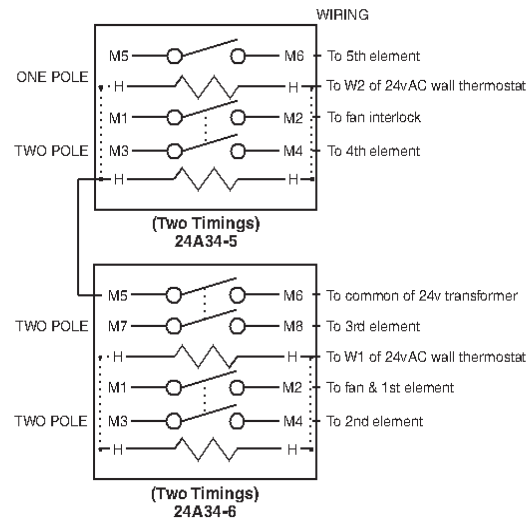 WIRING
M5 M6 To 5th element
ONE POLE
H H To W2 of 24vAC wall thermostat
M1 M2 To fan interlock
TWO POLE M3 M4 To 4th element
H H
(Two Timings)
24A34-5
M5 M6 To common of 24v transformer
TWO POLE M7 M8 To 3rd element
H H To W1 of 24vAC wall thermostat
M1 M2 To fan & 1st element
TWO POLE M3 M4 To 2nd element
H H
(Two Timings)
24A34-6